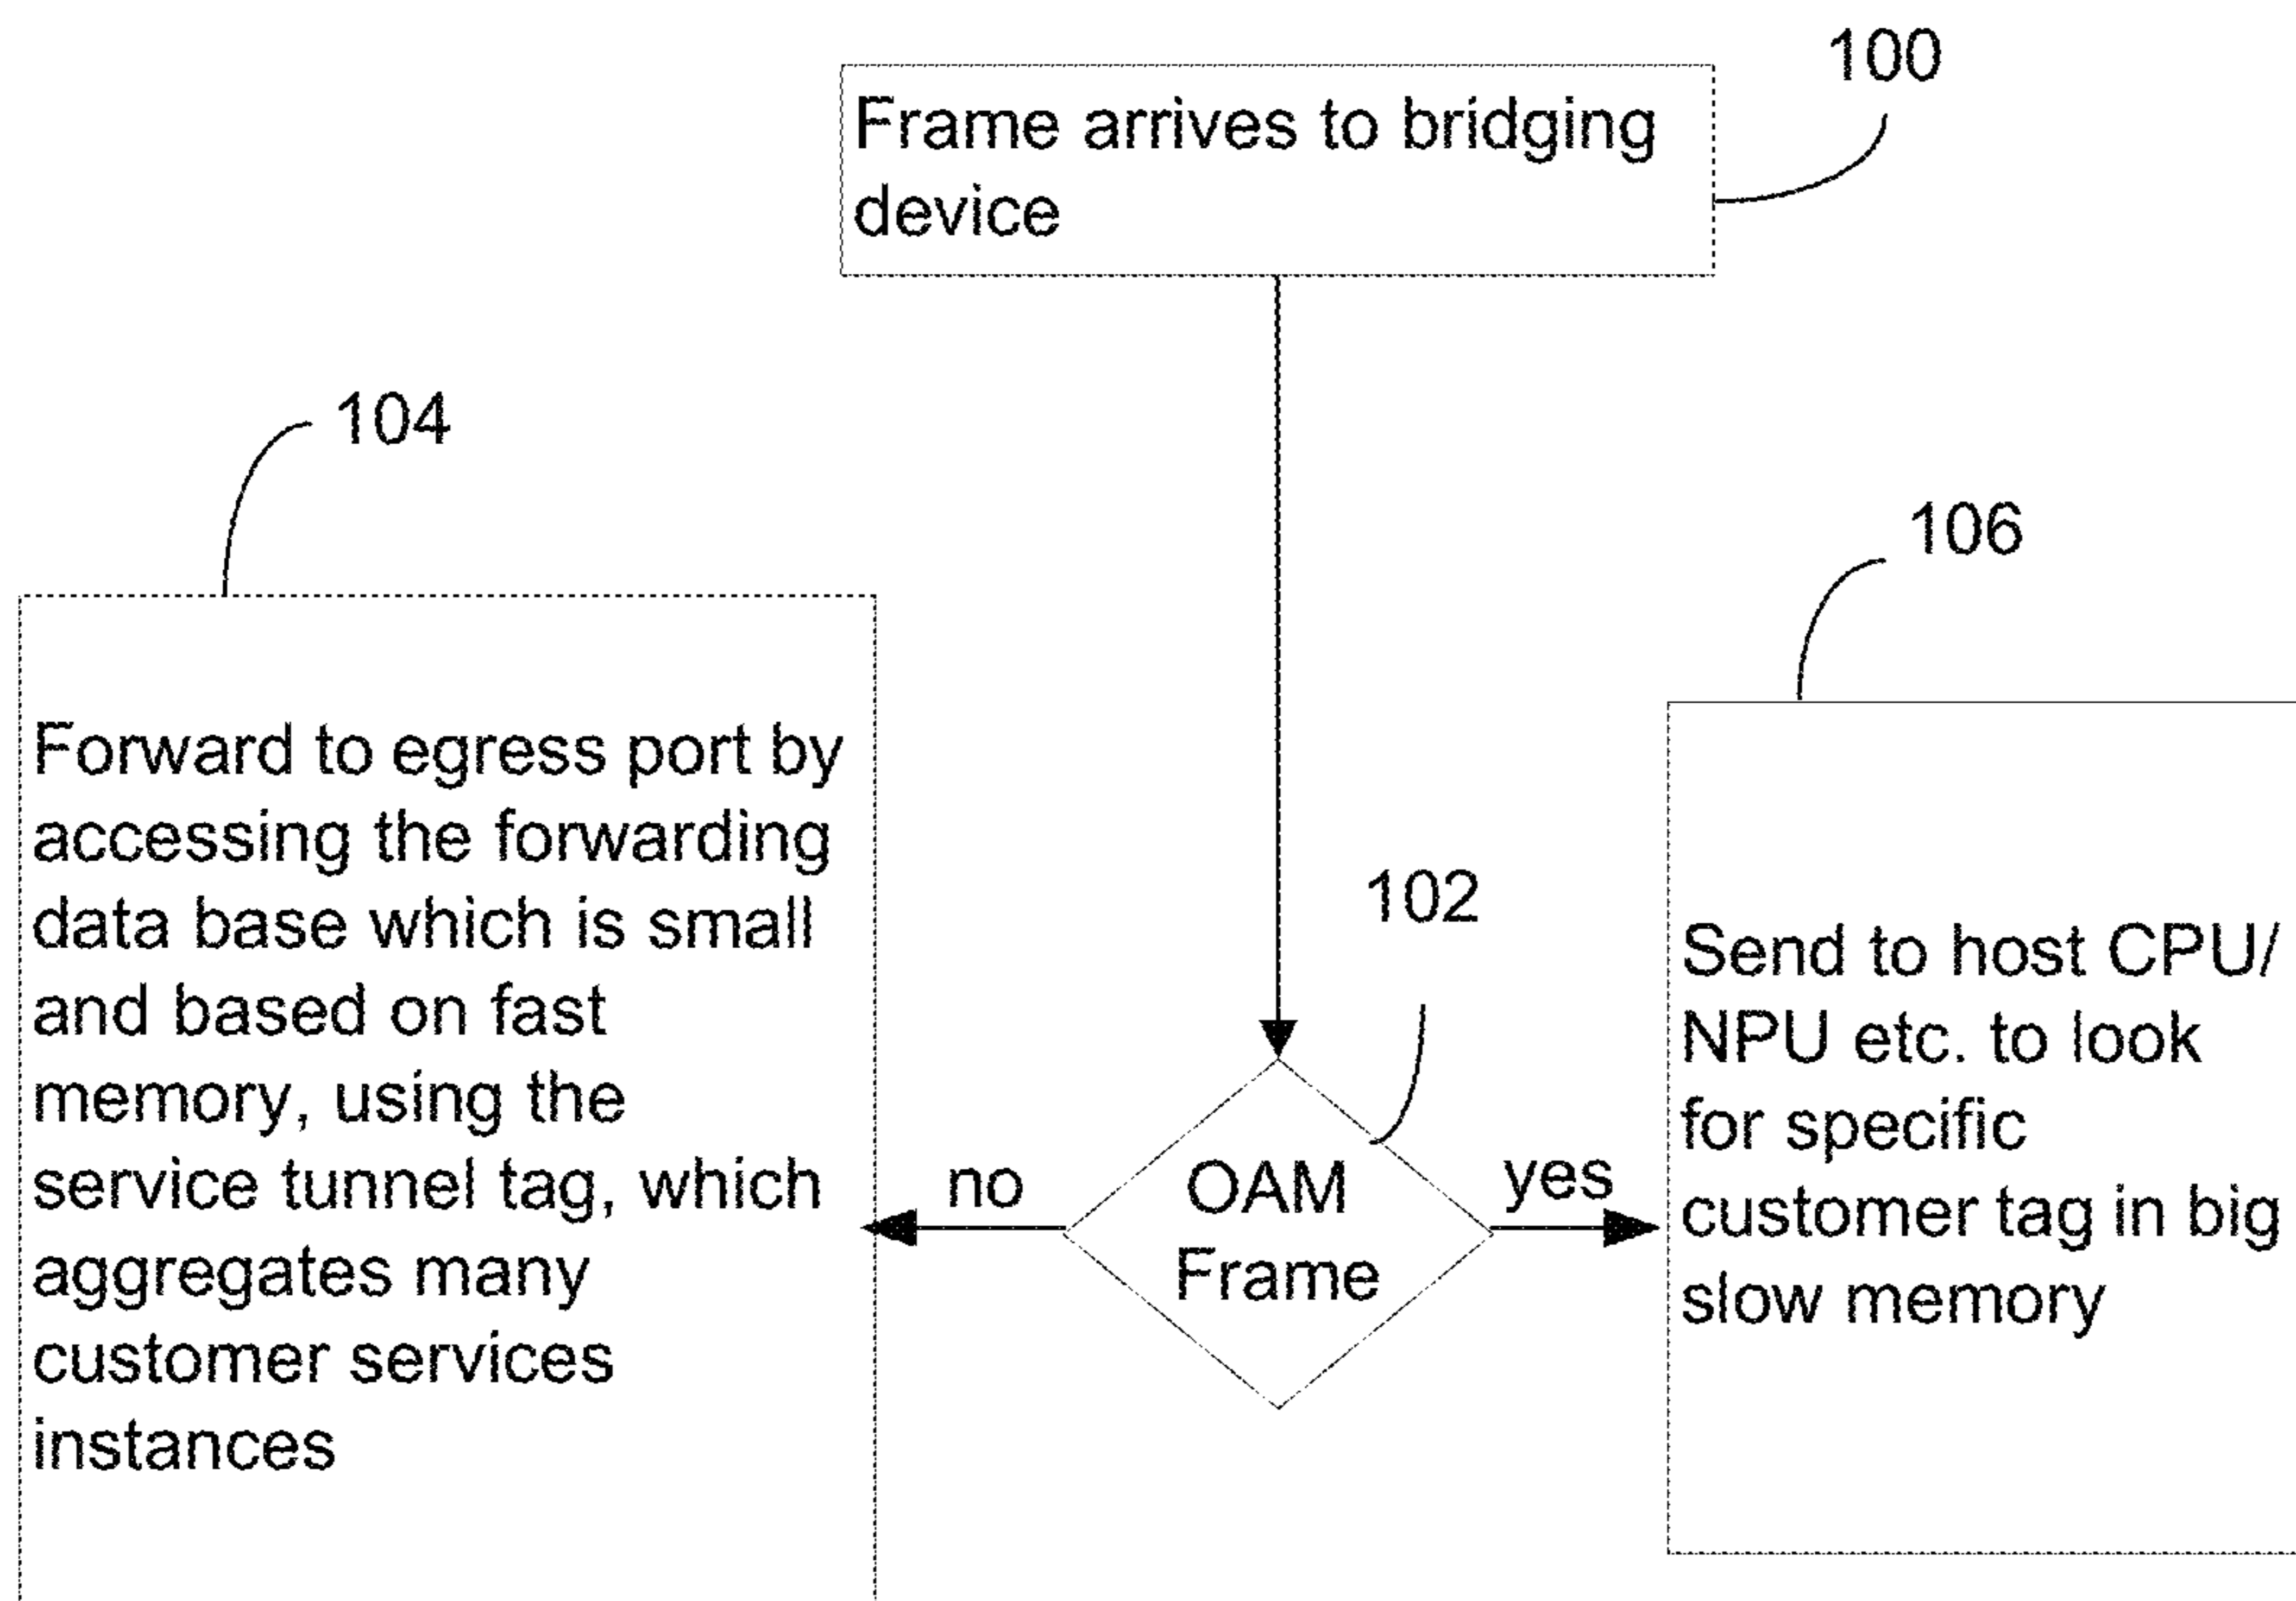 100
Frame arrives to bridging
device
104
Forward to egress port by
accessing the forwarding
data base which is small
and based on fast
memory, using the
service tunnel tag, which
aggregates many
customer services
instances
102
OAM
Frame
no
yes
106
Send to host CPU/
NPU etc. to look
for specific
customer tag in big
slow memory